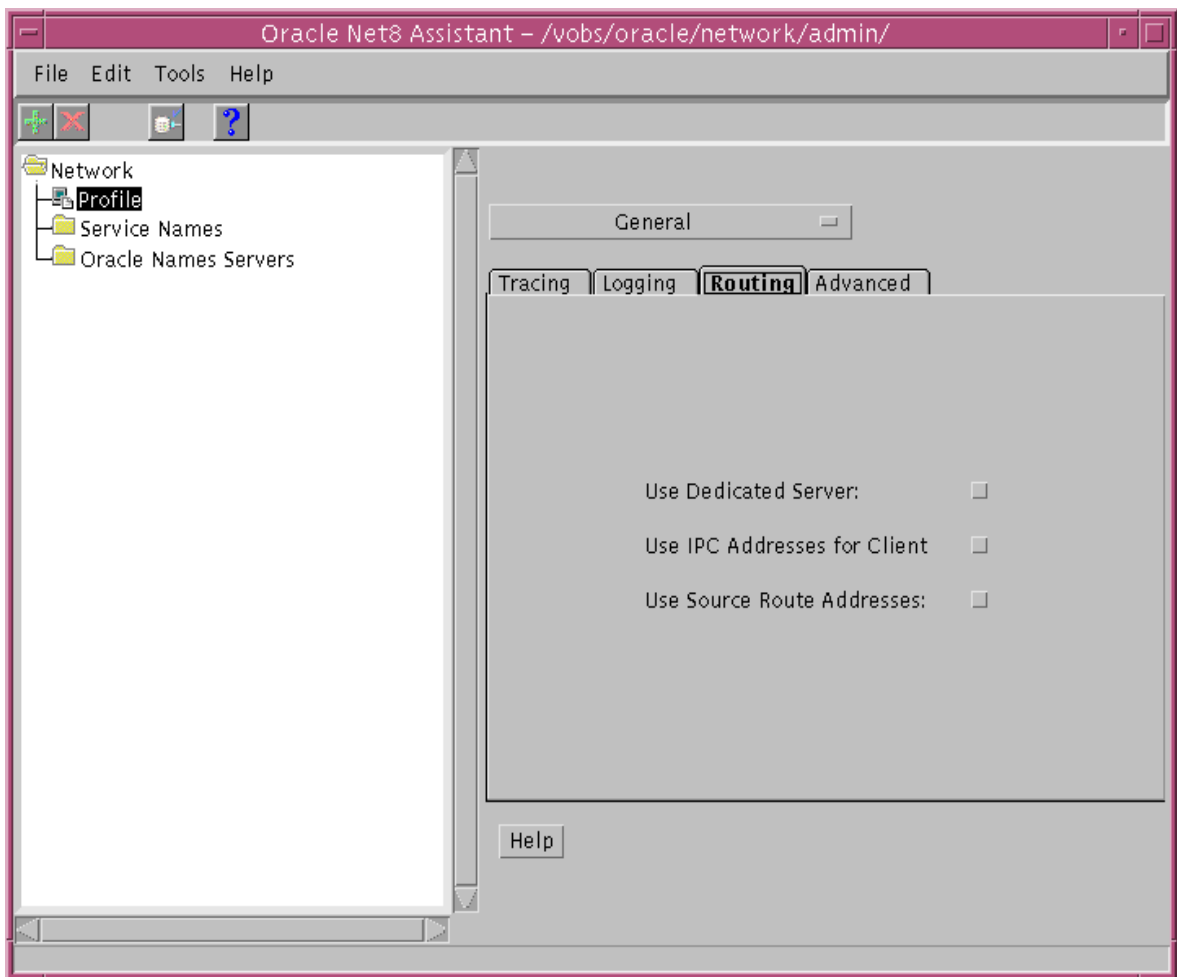 Oracle Net8 Assistant – /vobs/oracle/network/admin/
File Edit Tools Help
Network
Profile
Service Names
Oracle Names Servers
General
Tracing Logging Routing Advanced
Use Dedicated Server:
Use IPC Addresses for Client
Use Source Route Addresses:
Help